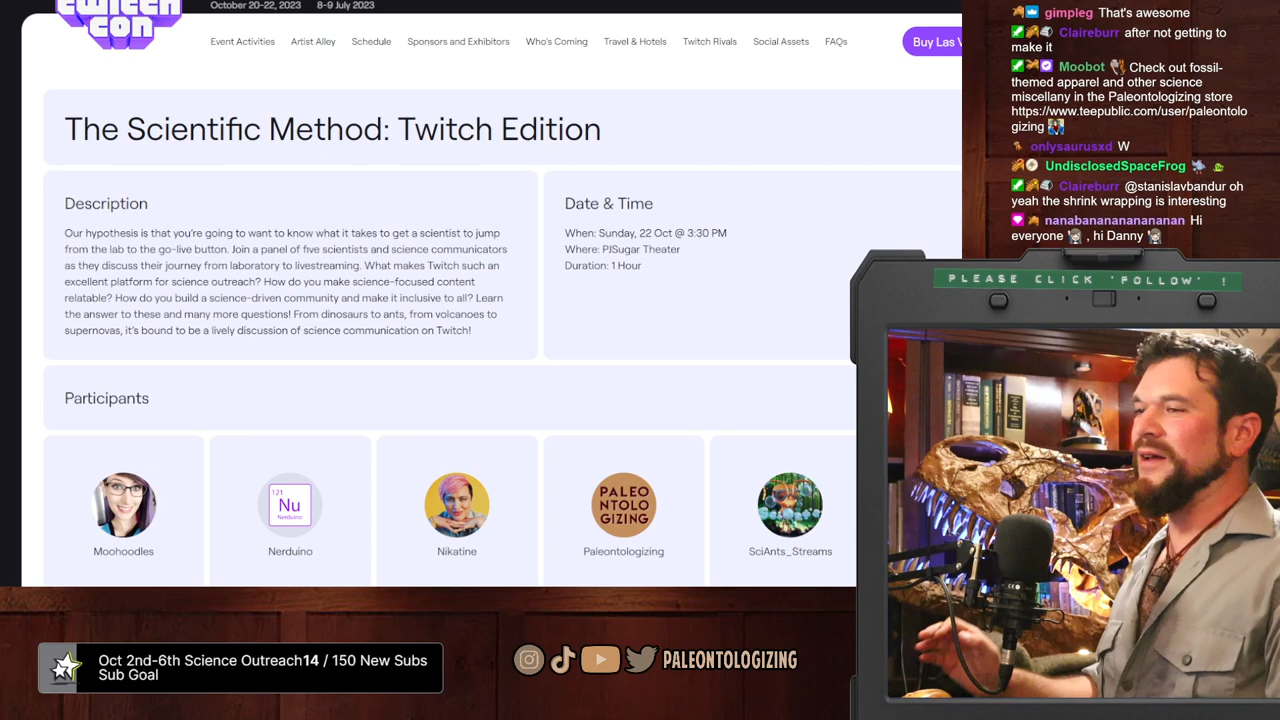 twitch
con
October 20-22, 2023
8-9 July 2023
Event Activities
Artist Alley
Schedule
Sponsors and Exhibitors
Who's Coming
Travel & Hotels
Twitch Rivals
Social Assets
FAQs
Buy Las V
The Scientific Method: Twitch Edition
Description
Our hypothesis is that you're going to want to know what it takes to get a scientist to jump
from the lab to the go-live button. Join a panel of five scientists and science communicators
as they discuss their journey from laboratory to livestreaming. What makes Twitch such an
excellent platform for science outreach? How do you make science-focused content
relatable? How do you build a science-driven community and make it inclusive to all? Learn
the answer to these and many more questions! From dinosaurs to ants, from volcanoes to
supernovas, it's bound to be a lively discussion of science communication on Twitch!
Date & Time
When: Sunday, 22 Oct @ 3:30 PM
Where: PJSugar Theater
Duration: 1 Hour
Participants
Moohoodles
121
Nu
Nerduino
Nerduino
Nikatine
PALEO
NTOLO
GIZING
Paleontologizing
SciAnts_Streams
gimpleg That's awesome
Claireburr after not getting to
make it
Moobot Check out fossil-
themed apparel and other science
miscellany in the Paleontologizing store
https://www.teepublic.com/user/paleontolo
gizing
onlysaurusxd W
UndisclosedSpaceFrog
Claireburr @stanislavbandur oh
yeah the shrink wrapping is interesting
nanabananananananan Hi
everyone , hi Danny
PLEASE CLICK 'FOLLOW' !
Oct 2nd-6th Science Outreach14 / 150 New Subs
Sub Goal
PALEONTOLOGIZING